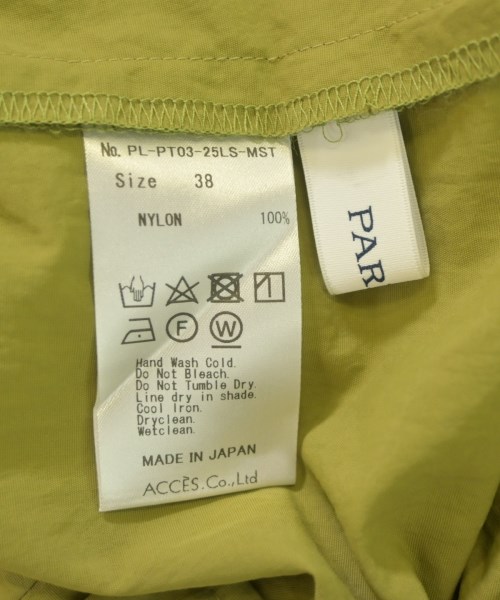 No. PL-PT03-25LS-MST
Size 38
NYLON 100%
F
W
Hand Wash Cold.
Do Not Bleach.
Do Not Tumble Dry.
Line dry in shade.
Cool Iron.
Dryclean.
Wetclean.
MADE IN JAPAN
ACCÈS.Co.,Ltd
PAR